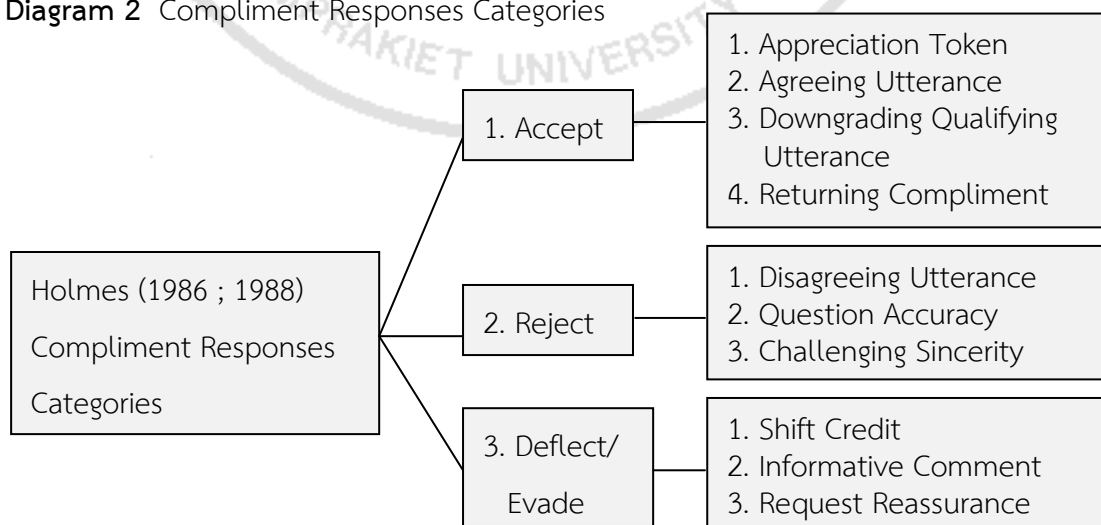 Diagram 2 Compliment Responses Categories
PRAKIET UNIVERSITY
Holmes (1986 ; 1988)
Compliment Responses
Categories
1. Accept
1. Appreciation Token
2. Agreeing Utterance
3. Downgrading Qualifying
Utterance
4. Returning Compliment
2. Reject
1. Disagreeing Utterance
2. Question Accuracy
3. Challenging Sincerity
3. Deflect/
Evade
1. Shift Credit
2. Informative Comment
3. Request Reassurance